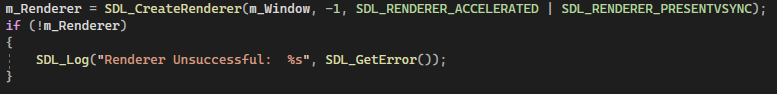 m_Renderer = SDL_CreateRenderer(m_Window, -1, SDL_RENDERER_ACCELERATED | SDL_RENDERER_PRESENTVSYNC);
if (!m_Renderer)
{
    SDL_Log("Renderer Unsuccessful:  %s", SDL_GetError());
}